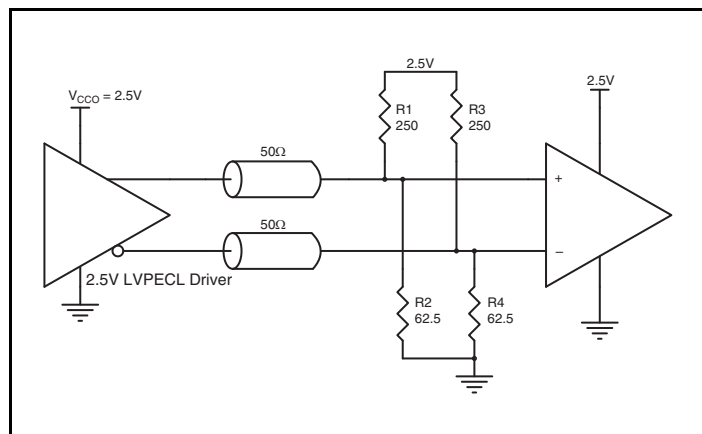 2.5V
V_CCO = 2.5V
2.5V
R1
250
R3
250
50Ω
+
50Ω
–
2.5V LVPECL Driver
R2
62.5
R4
62.5